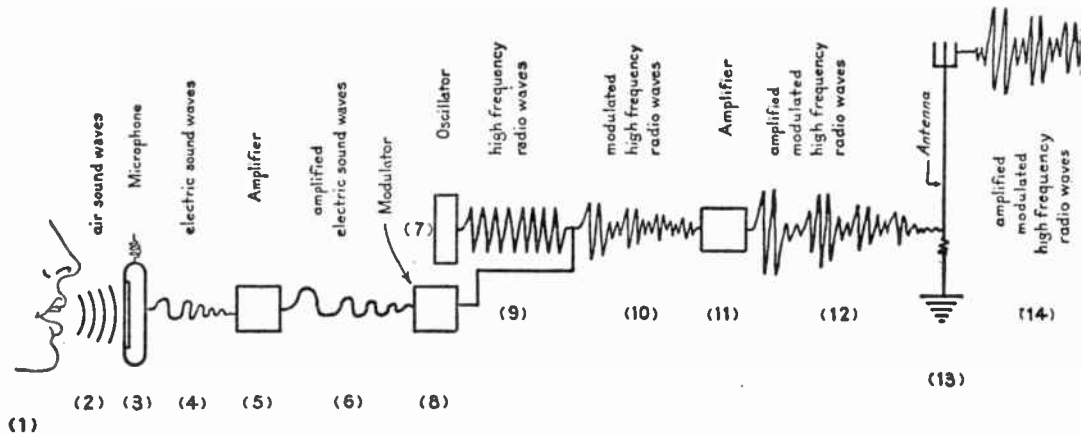 air sound waves
Microphone
electric sound waves
Amplifier
amplified
electric sound waves
Modulator
Oscillator
high frequency
radio waves
modulated
high frequency
radio waves
Amplifier
amplified
modulated
high frequency
radio waves
Antenna
amplified
modulated
high frequency
radio waves
(1)
(2)
(3)
(4)
(5)
(6)
(7)
(8)
(9)
(10)
(11)
(12)
(13)
(14)